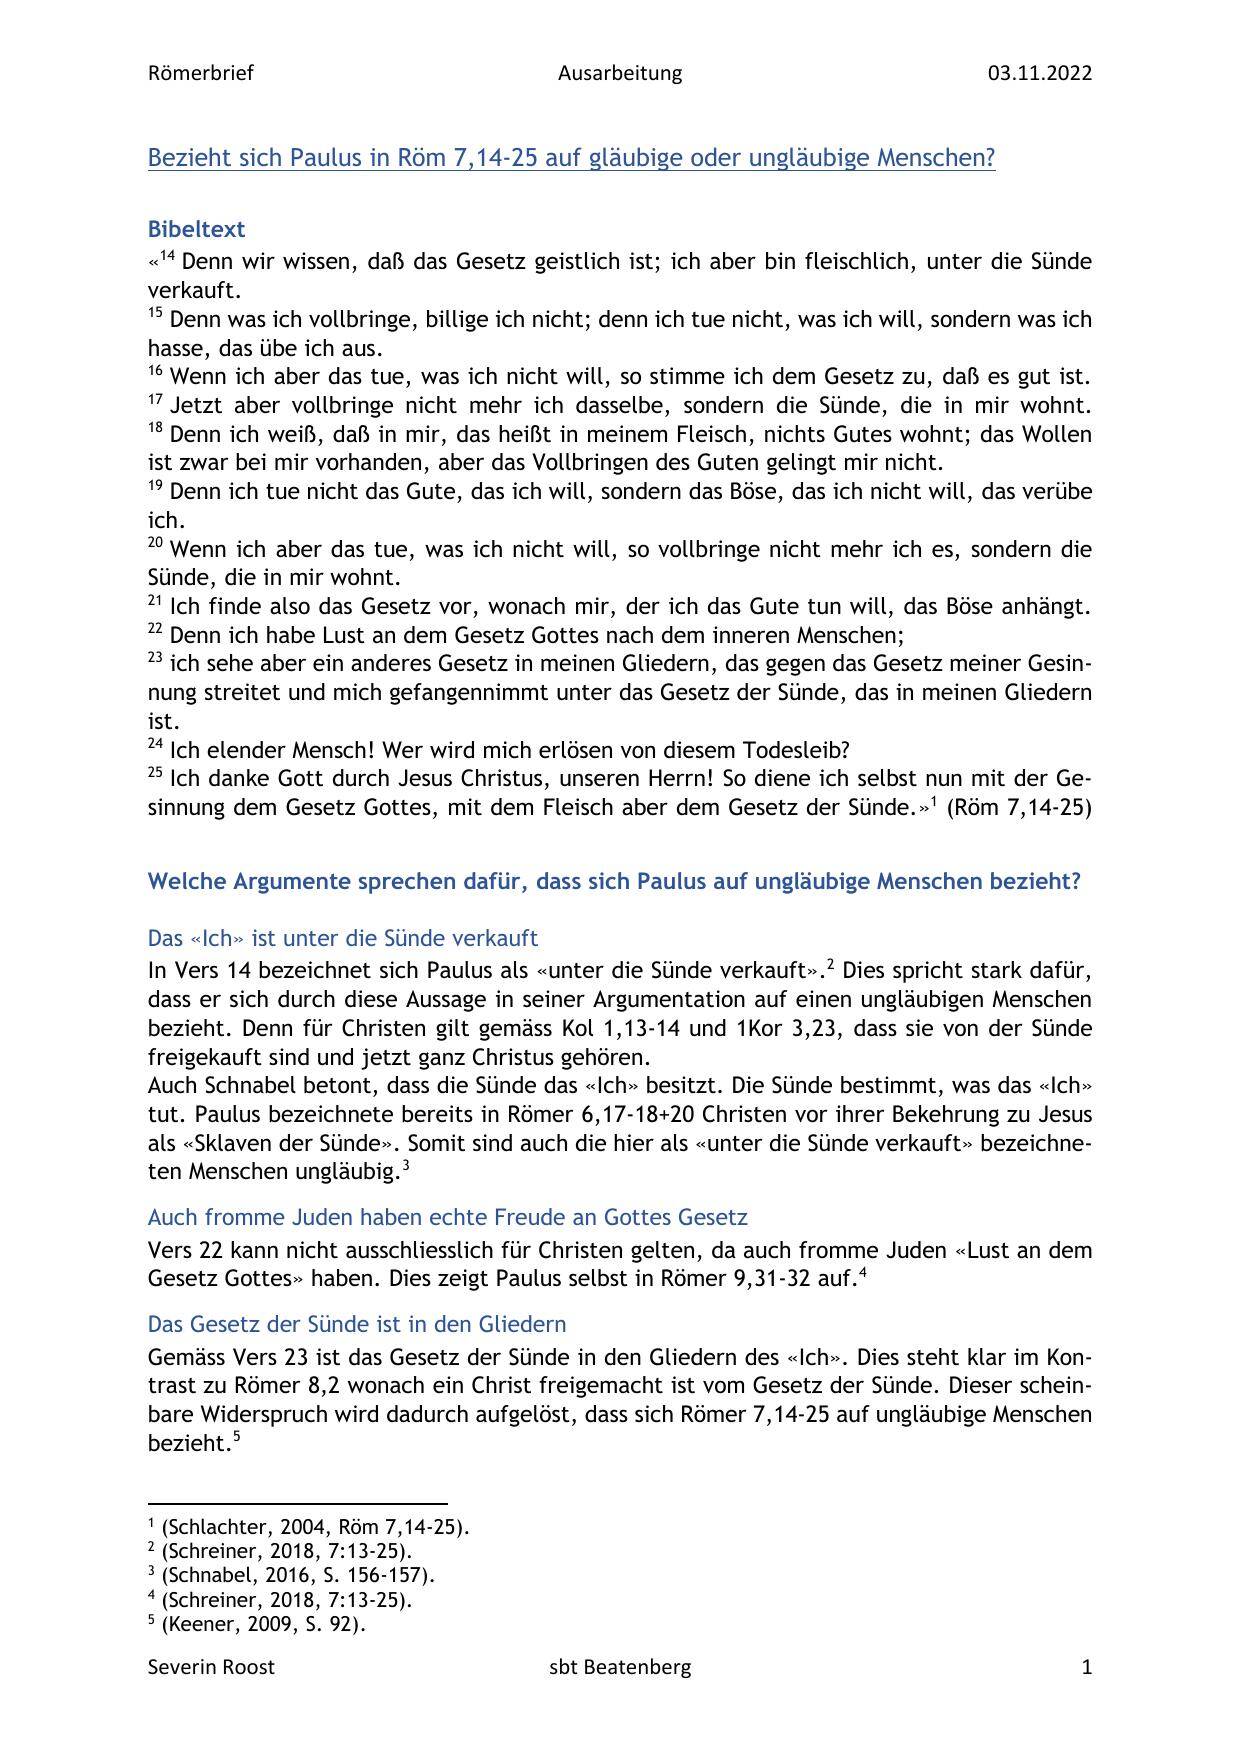 Römerbrief Ausarbeitung 03.11.2022
Bezieht sich Paulus in Röm 7,14-25 auf gläubige oder ungläubige Menschen?
Bibeltext
«14 Denn wir wissen, daß das Gesetz geistlich ist; ich aber bin fleischlich, unter die Sünde
verkauft.
15 Denn was ich vollbringe, billige ich nicht; denn ich tue nicht, was ich will, sondern was ich
hasse, das übe ich aus.
16 Wenn ich aber das tue, was ich nicht will, so stimme ich dem Gesetz zu, daß es gut ist.
17 Jetzt aber vollbringe nicht mehr ich dasselbe, sondern die Sünde, die in mir wohnt.
18 Denn ich weiß, daß in mir, das heißt in meinem Fleisch, nichts Gutes wohnt; das Wollen
ist zwar bei mir vorhanden, aber das Vollbringen des Guten gelingt mir nicht.
19 Denn ich tue nicht das Gute, das ich will, sondern das Böse, das ich nicht will, das verübe
ich.
20 Wenn ich aber das tue, was ich nicht will, so vollbringe nicht mehr ich es, sondern die
Sünde, die in mir wohnt.
21 Ich finde also das Gesetz vor, wonach mir, der ich das Gute tun will, das Böse anhängt.
22 Denn ich habe Lust an dem Gesetz Gottes nach dem inneren Menschen;
23 ich sehe aber ein anderes Gesetz in meinen Gliedern, das gegen das Gesetz meiner Gesin-
nung streitet und mich gefangennimmt unter das Gesetz der Sünde, das in meinen Gliedern
ist.
24 Ich elender Mensch! Wer wird mich erlösen von diesem Todesleib?
25 Ich danke Gott durch Jesus Christus, unseren Herrn! So diene ich selbst nun mit der Ge-
sinnung dem Gesetz Gottes, mit dem Fleisch aber dem Gesetz der Sünde.»1 (Röm 7,14-25)
Welche Argumente sprechen dafür, dass sich Paulus auf ungläubige Menschen bezieht?
Das «Ich» ist unter die Sünde verkauft
In Vers 14 bezeichnet sich Paulus als «unter die Sünde verkauft».2 Dies spricht stark dafür,
dass er sich durch diese Aussage in seiner Argumentation auf einen ungläubigen Menschen
bezieht. Denn für Christen gilt gemäss Kol 1,13-14 und 1Kor 3,23, dass sie von der Sünde
freigekauft sind und jetzt ganz Christus gehören.
Auch Schnabel betont, dass die Sünde das «Ich» besitzt. Die Sünde bestimmt, was das «Ich»
tut. Paulus bezeichnete bereits in Römer 6,17-18+20 Christen vor ihrer Bekehrung zu Jesus
als «Sklaven der Sünde». Somit sind auch die hier als «unter die Sünde verkauft» bezeichne-
ten Menschen ungläubig.3
Auch fromme Juden haben echte Freude an Gottes Gesetz
Vers 22 kann nicht ausschliesslich für Christen gelten, da auch fromme Juden «Lust an dem
Gesetz Gottes» haben. Dies zeigt Paulus selbst in Römer 9,31-32 auf.4
Das Gesetz der Sünde ist in den Gliedern
Gemäss Vers 23 ist das Gesetz der Sünde in den Gliedern des «Ich». Dies steht klar im Kon-
trast zu Römer 8,2 wonach ein Christ freigemacht ist vom Gesetz der Sünde. Dieser schein-
bare Widerspruch wird dadurch aufgelöst, dass sich Römer 7,14-25 auf ungläubige Menschen
bezieht.5
1 (Schlachter, 2004, Röm 7,14-25).
2 (Schreiner, 2018, 7:13-25).
3 (Schnabel, 2016, S. 156-157).
4 (Schreiner, 2018, 7:13-25).
5 (Keener, 2009, S. 92).
Severin Roost sbt Beatenberg 1